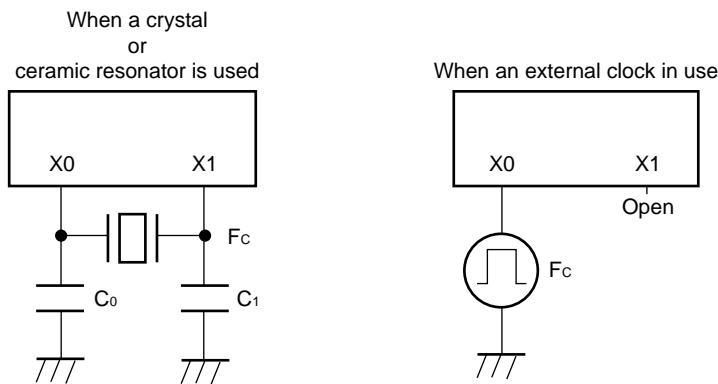 When a crystal
or
ceramic resonator is used
X0 X1
FC
C0 C1
When an external clock in use
X0 X1
Open
FC